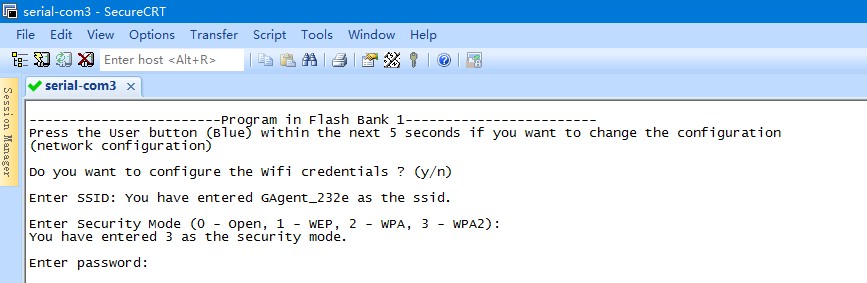 serial-com3 - SecureCRT
File Edit View Options Transfer Script Tools Window Help
Enter host <Alt+R>
serial-com3
Session Manager
------------------------Program in Flash Bank 1------------------------
Press the User button (Blue) within the next 5 seconds if you want to change the configuration
(network configuration)
Do you want to configure the Wifi credentials ? (y/n)
Enter SSID: You have entered GAgent_232e as the ssid.
Enter Security Mode (0 - Open, 1 - WEP, 2 - WPA, 3 - WPA2):
You have entered 3 as the security mode.
Enter password: